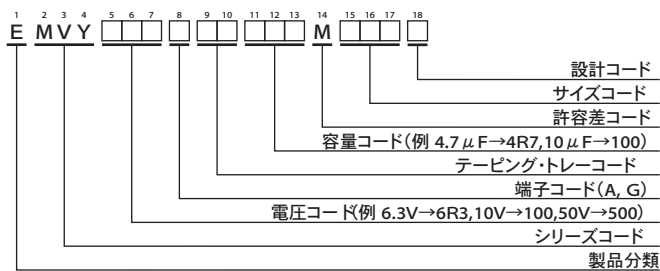 1 2 3 4 5 6 7 8 9 10 11 12 13 14 15 16 17 18
E MVY □□□ □ □□ □□□ M □□□ □
設計コード
サイズコード
許容差コード
容量コード(例 4.7μF→4R7,10μF→100)
テーピング・トレーコード
端子コード(A, G)
電圧コード(例 6.3V→6R3,10V→100,50V→500)
シリーズコード
製品分類